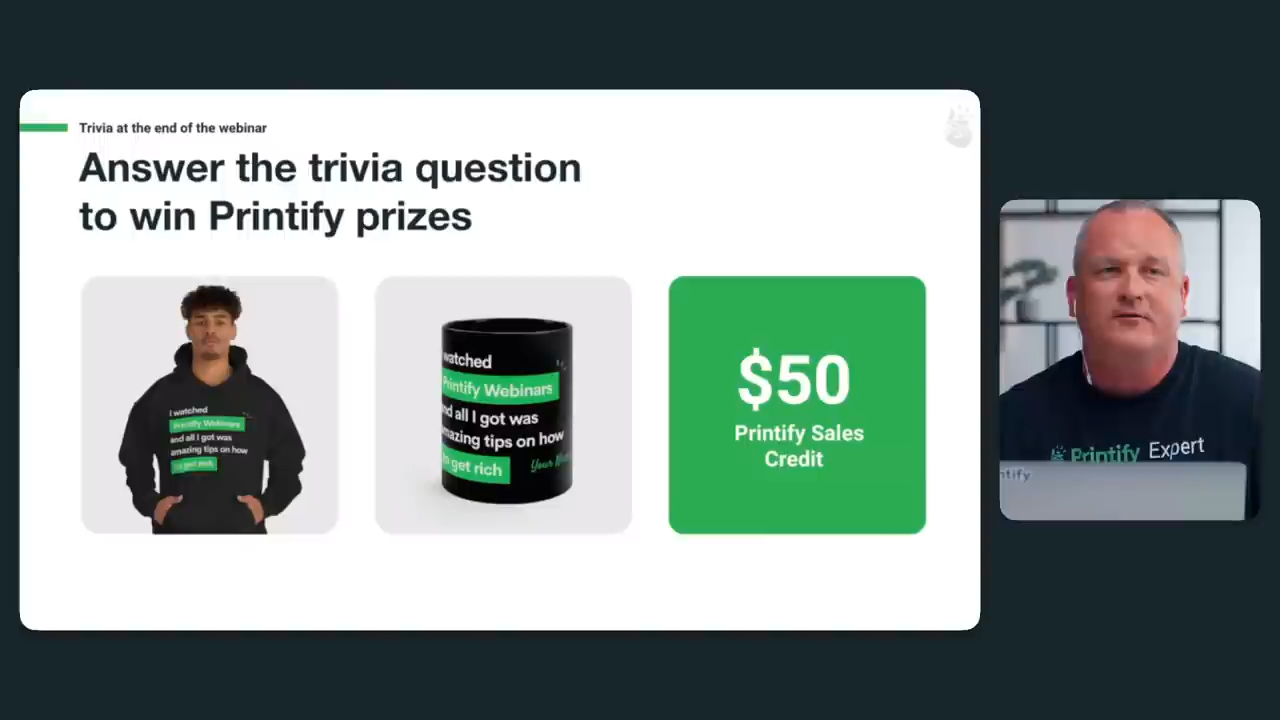 Trivia at the end of the webinar
Answer the trivia question
to win Printify prizes
I watched
Printify Webinars
and all I got was
amazing tips on how
to get rich
watched
Printify Webinars
nd all I got was
mazing tips on how
o get rich
Your
$50
Printify Sales
Credit
Printify Expert
ntify